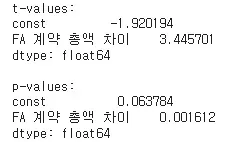 t-values:
const -1.920194
FA 계약 총액 차이 3.445701
dtype: float64
p-values:
const 0.063784
FA 계약 총액 차이 0.001612
dtype: float64